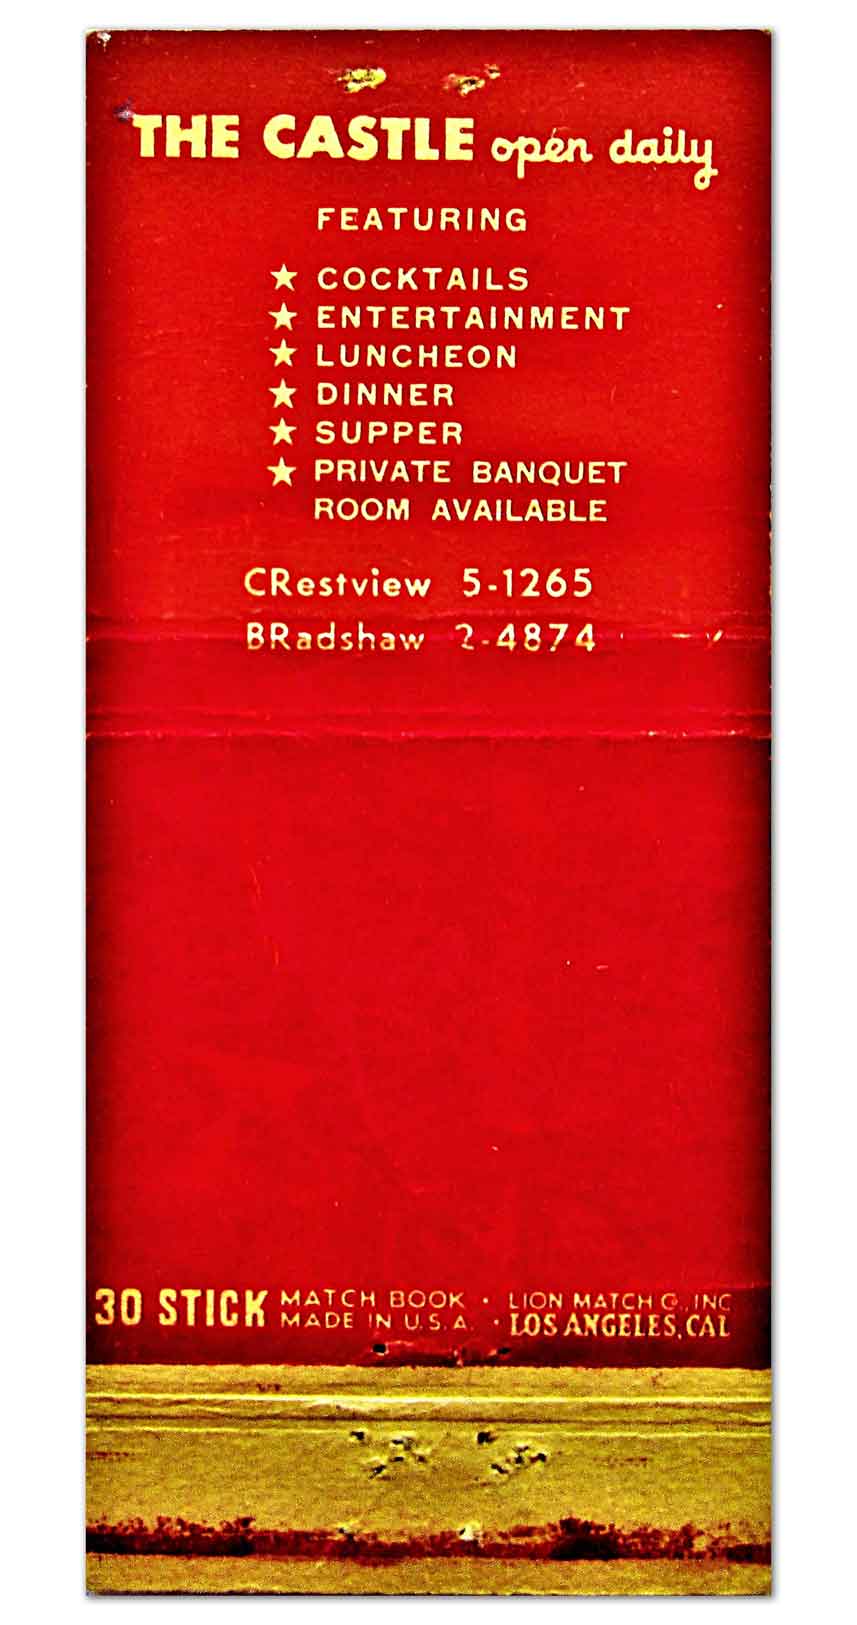 THE CASTLE open daily
FEATURING
★ COCKTAILS
★ ENTERTAINMENT
★ LUNCHEON
★ DINNER
★ SUPPER
★ PRIVATE BANQUET
ROOM AVAILABLE
CRestview 5-1265
BRadshaw 2-4874
30 STICK MATCH BOOK · LION MATCH CO., INC
MADE IN U.S.A. · LOS ANGELES, CAL